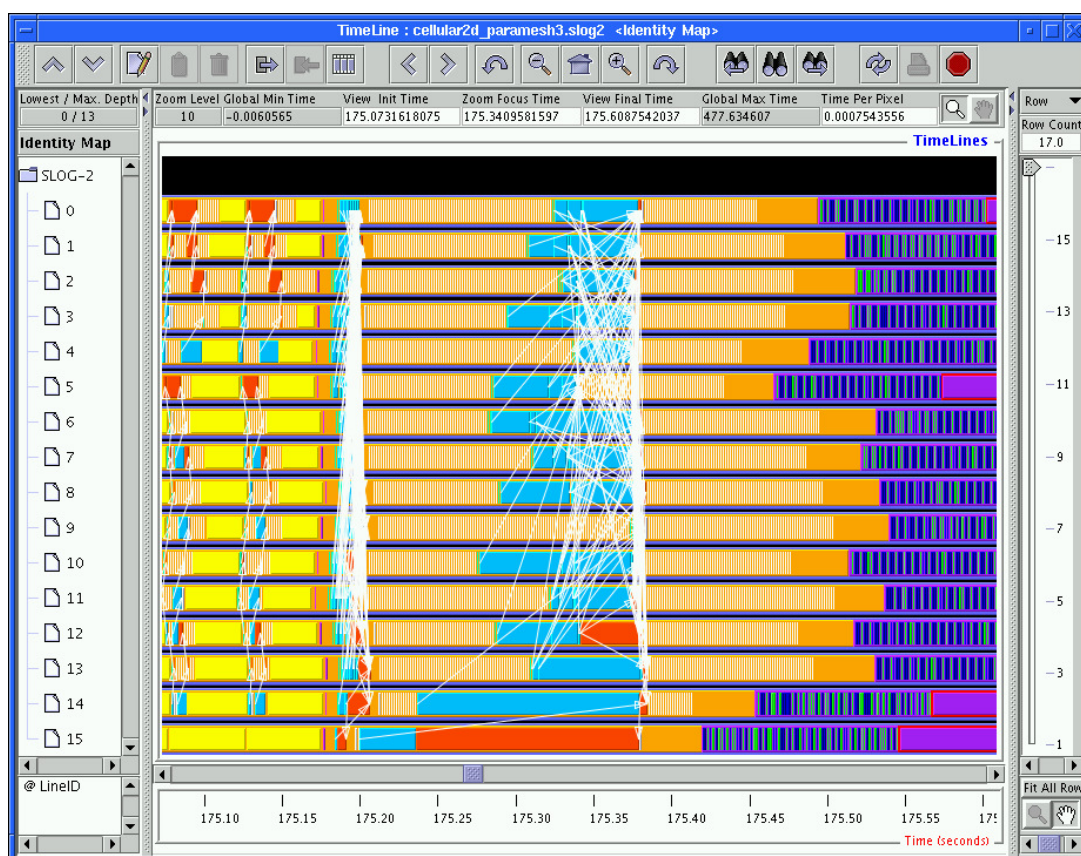 TimeLine : cellular2d_paramesh3.slog2 <Identity Map>
Lowest / Max. Depth
0 / 13
Zoom Level Global Min Time View Init Time Zoom Focus Time View Final Time Global Max Time Time Per Pixel
10 -0.0060565 175.0731618075 175.3409581597 175.6087542037 477.634607 0.0007543556
Row
Row Count
17.0
Identity Map
TimeLines
SLOG-2
0
1
2
3
4
5
6
7
8
9
10
11
12
13
14
15
15
13
11
9
7
5
3
1
@ LineID
Fit All Row
175.10 175.15 175.20 175.25 175.30 175.35 175.40 175.45 175.50 175.55
Time (seconds)